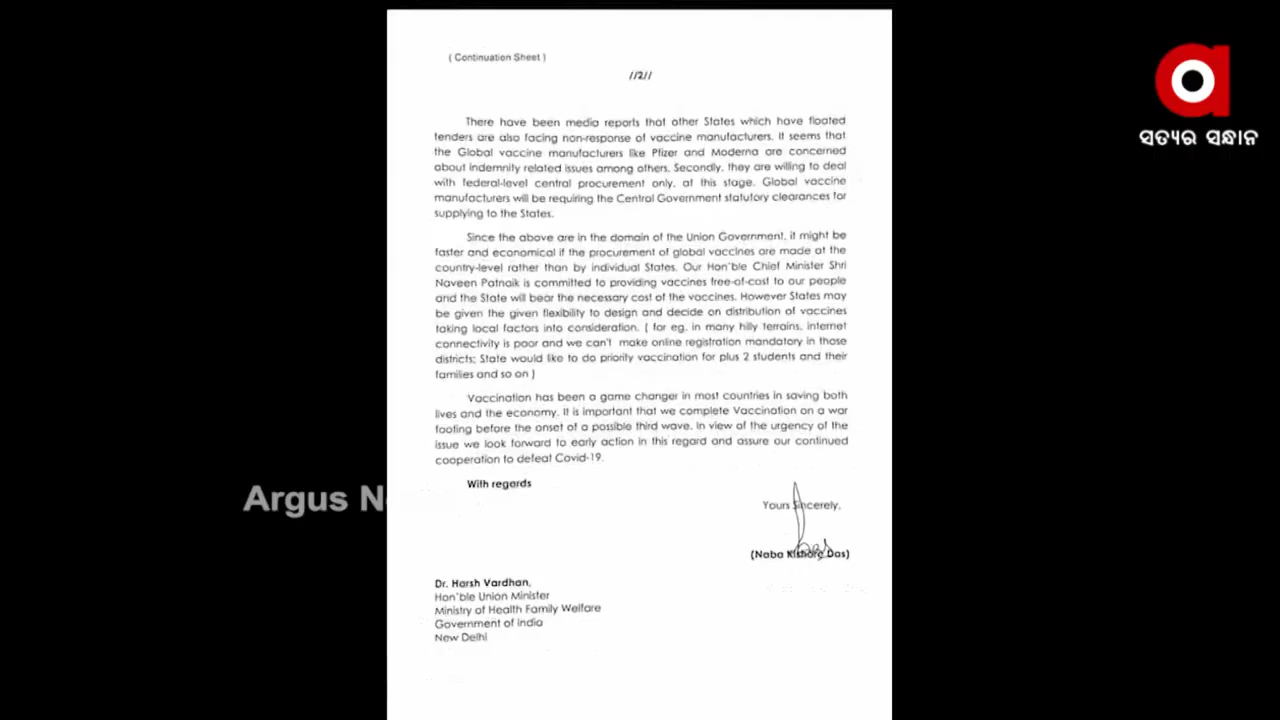 ( Continuation Sheet )
//2//
ସତ୍ୟର ସନ୍ଧାନ
There have been media reports that other States which have floated
tenders are also facing non-response of vaccine manufacturers. It seems that
the Global vaccine manufacturers like Pfizer and Moderna are concerned
about indemnity related issues among others. Secondly, they are willing to deal
with federal-level central procurement only, at this stage. Global vaccine
manufacturers will be requiring the Central Government statutory clearances for
supplying to the States.
Since the above are in the domain of the Union Government, it might be
faster and economical if the procurement of global vaccines are made at the
country-level rather than by individual States. Our Hon'ble Chief Minister Shri
Naveen Patnaik is committed to providing vaccines free-of-cost to our people
and the State will bear the necessary cost of the vaccines. However States may
be given the given flexibility to design and decide on distribution of vaccines
taking local factors into consideration. ( for eg. in many hilly terrains, internet
connectivity is poor and we can't make online registration mandatory in those
districts; State would like to do priority vaccination for plus 2 students and their
families and so on )
Vaccination has been a game changer in most countries in saving both
lives and the economy. It is important that we complete Vaccination on a war
footing before the onset of a possible third wave. In view of the urgency of the
issue we look forward to early action in this regard and assure our continued
cooperation to defeat Covid-19.
With regards
Argus N
Yours Sincerely,
(Naba Kishore Das)
Dr. Harsh Vardhan,
Hon'ble Union Minister
Ministry of Health Family Welfare
Government of India
New Delhi